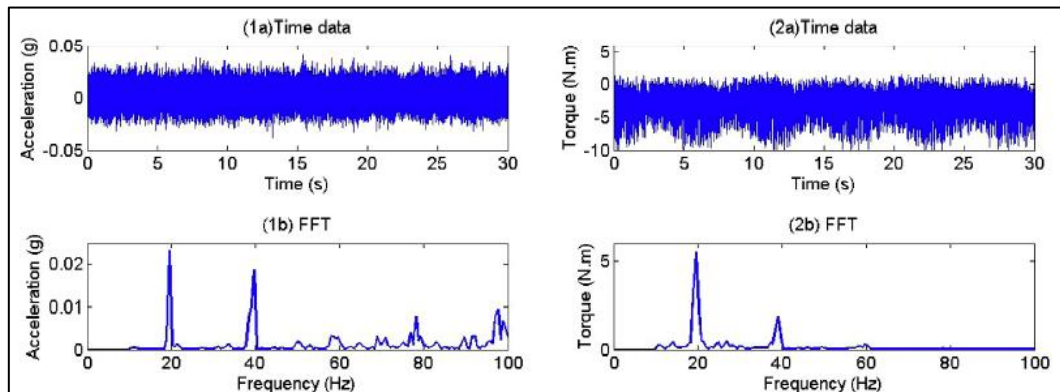 (1a)Time data
Acceleration (g)
0.05
0
-0.05
0 5 10 15 20 25 30
Time (s)
(2a)Time data
Torque (N.m)
5
0
-5
-10
0 5 10 15 20 25 30
Time (s)
(1b) FFT
Acceleration (g)
0.02
0.01
0
0 20 40 60 80 100
Frequency (Hz)
(2b) FFT
Torque (N.m)
5
0
0 20 40 60 80 100
Frequency (Hz)